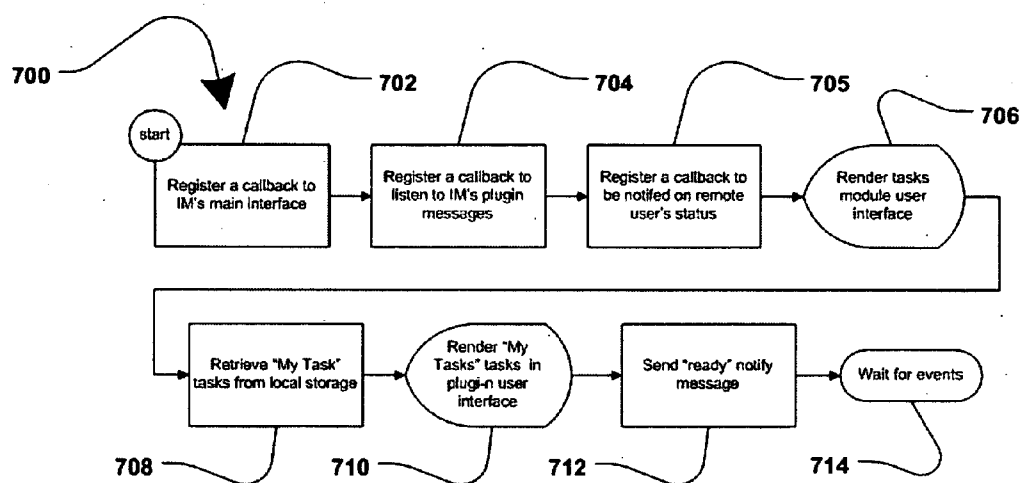 700
702
704
705
706
start
Register a callback to
IM's main interface
Register a callback to
listen to IM's plugin
messages
Register a callback to
be notifed on remote
user's status
Render tasks
module user
interface
Retrieve "My Task"
tasks from local storage
Render "My
Tasks" tasks in
plugi-n user
interface
Send "ready" notify
message
Wait for events
708
710
712
714